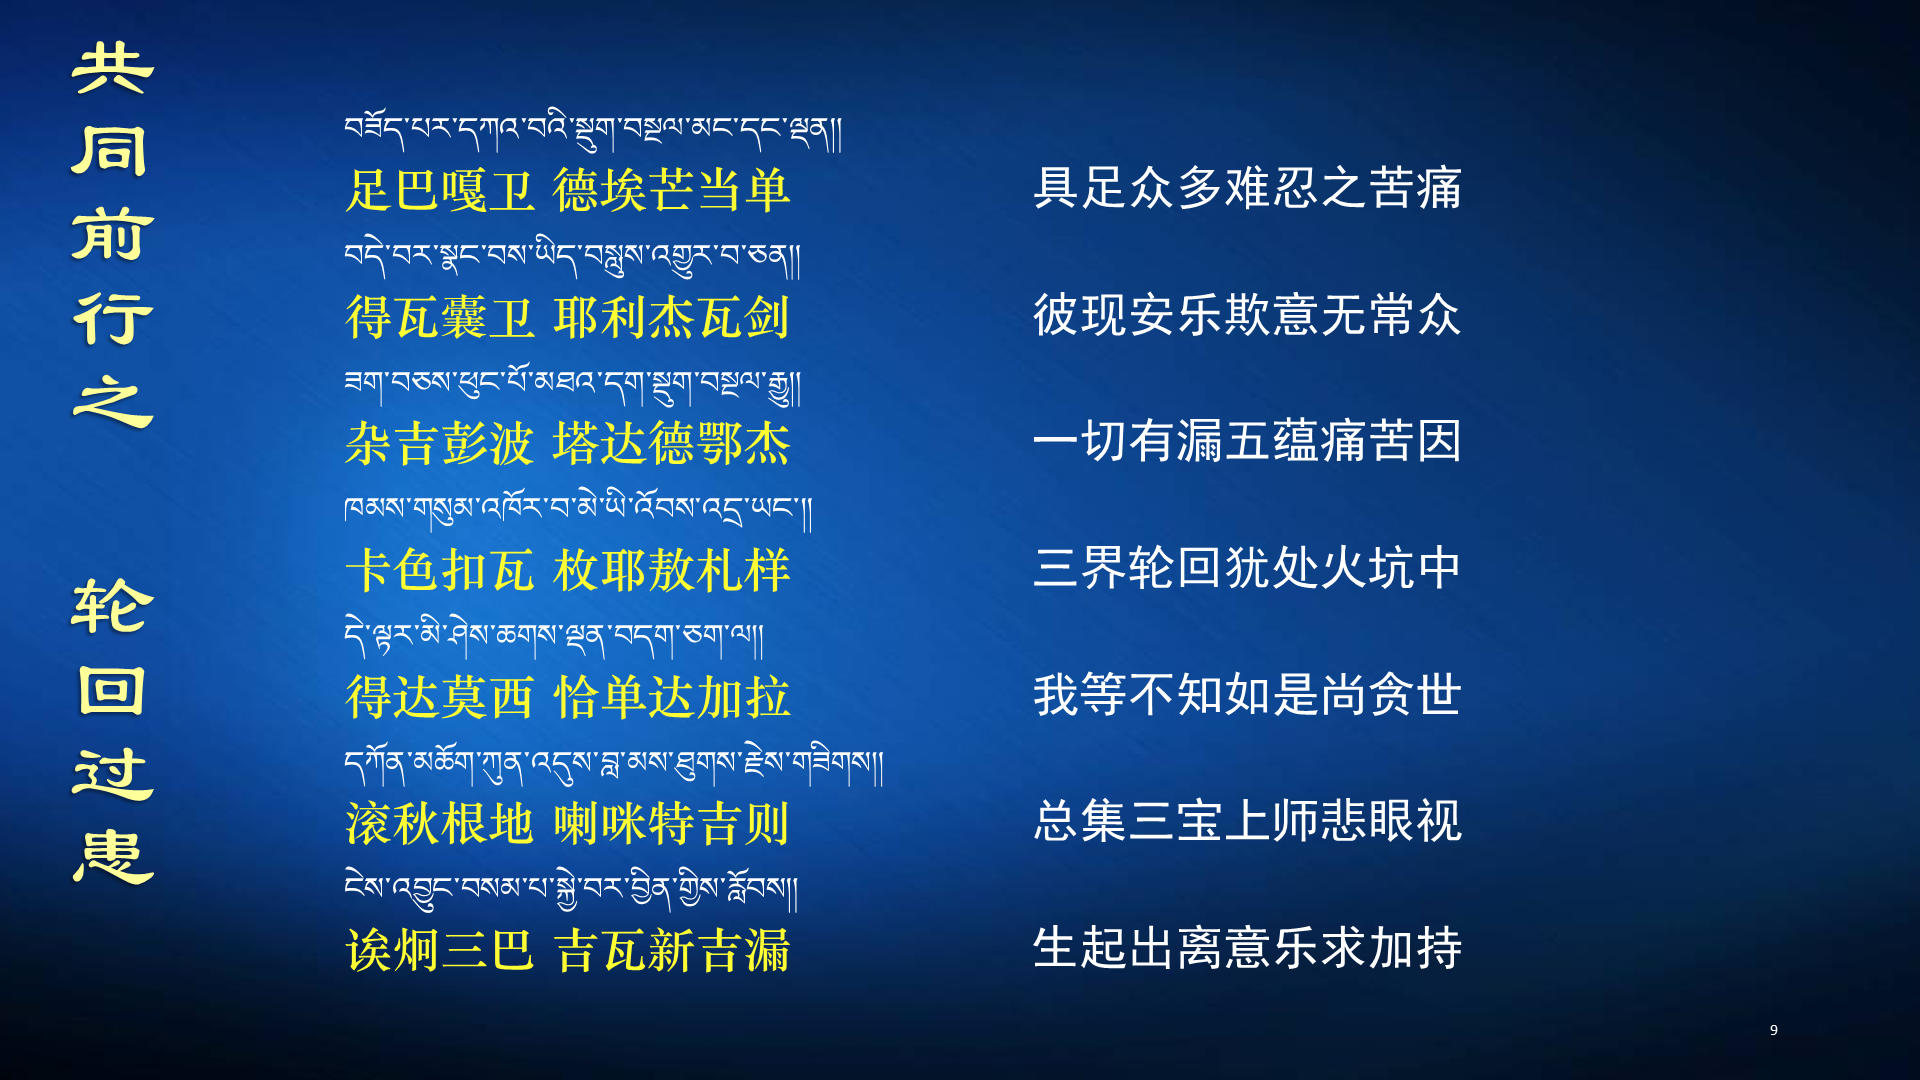 共同前行之 轮回过患
བཟོད་པར་དཀའ་བའི་སྡུག་བསྔལ་མང་དང་ལྡན།།
足巴嘎卫 德埃芒当单
具足众多难忍之苦痛
བདེ་བར་སྣང་བས་ཡིད་བསླུས་འགྱུར་བ་ཅན།།
得瓦囊卫 耶利杰瓦剑
彼现安乐欺意无常众
ཟག་བཅས་ཕུང་པོ་མཐའ་དག་སྡུག་བསྔལ་རྒྱུ།།
杂吉彭波 塔达德鄂杰
一切有漏五蕴痛苦因
ཁམས་གསུམ་འཁོར་བ་མེ་ཡི་འོབས་འདྲ་ཡང་།།
卡色扣瓦 枚耶敖札样
三界轮回犹处火坑中
དེ་ལྟར་མི་ཤེས་ཆགས་ལྡན་བདག་ཅག་ལ།།
得达莫西 恰单达加拉
我等不知如是尚贪世
དཀོན་མཆོག་ཀུན་འདུས་བླ་མས་ཐུགས་རྗེས་གཟིགས།།
滚秋根地 喇咪特吉则
总集三宝上师悲眼视
ངེས་འབྱུང་བསམ་པ་སྐྱེ་བར་བྱིན་གྱིས་རློབས།།
诶炯三巴 吉瓦新吉漏
生起出离意乐求加持
9